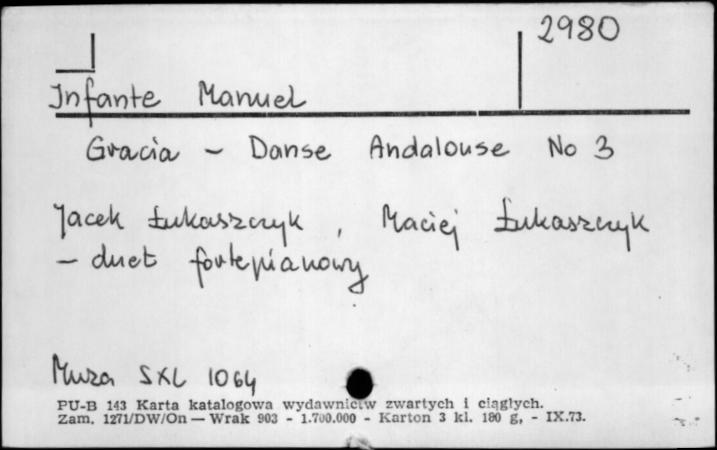 2980
Infante Manuel
Gracia - Danse Andalouse No 3
Jacek Łukaszczyk, Maciej Łukaszczyk
- duet fortepianowy
Muza SXL 1064
PU-B 143 Karta katalogowa wydawnictw zwartych i ciągłych.
Zam. 1271/DW/On — Wrak 903 - 1.700.000 - Karton 3 kl. 180 g, - IX.73.